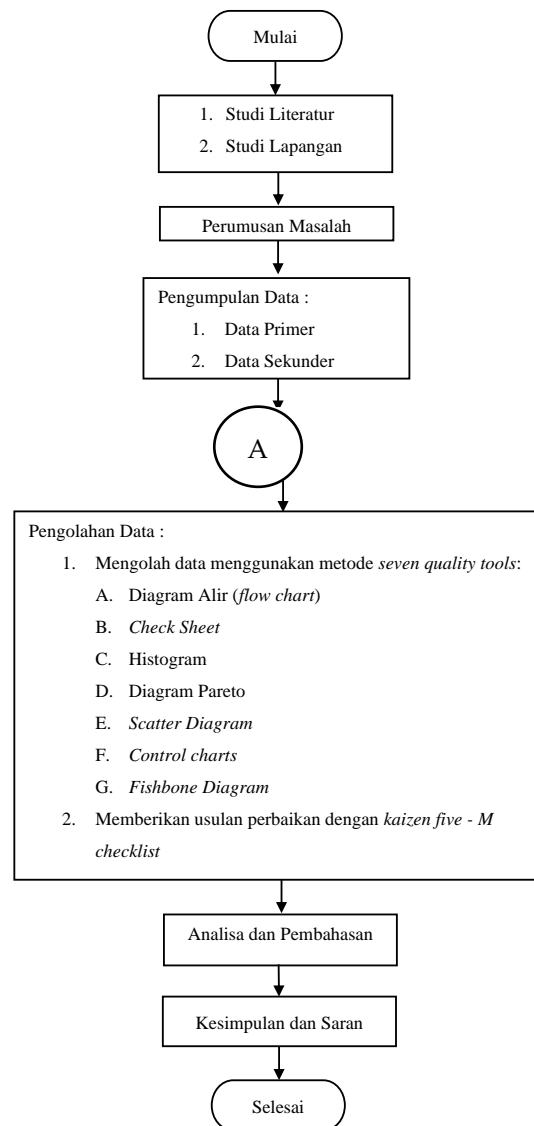 Mulai
1. Studi Literatur
2. Studi Lapangan
Perumusan Masalah
Pengumpulan Data :
1. Data Primer
2. Data Sekunder
A
Pengolahan Data :
1. Mengolah data menggunakan metode seven quality tools:
A. Diagram Alir (flow chart)
B. Check Sheet
C. Histogram
D. Diagram Pareto
E. Scatter Diagram
F. Control charts
G. Fishbone Diagram
2. Memberikan usulan perbaikan dengan kaizen five - M
checklist
Analisa dan Pembahasan
Kesimpulan dan Saran
Selesai